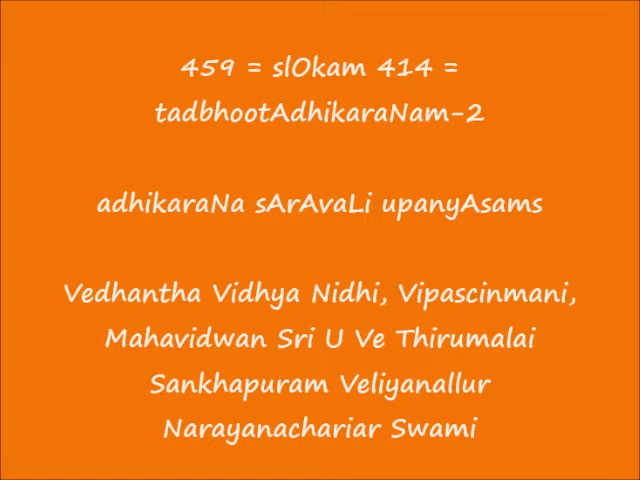 459 = slOkam 414 =
tadbhootAdhikaraNam-2
adhikaraNa sArAvaLi upanyAsams
Vedhantha Vidhya Nidhi, Vipascinmani,
Mahavidwan Sri U Ve Thirumalai
Sankhapuram Veliyanallur
Narayanachariar Swami